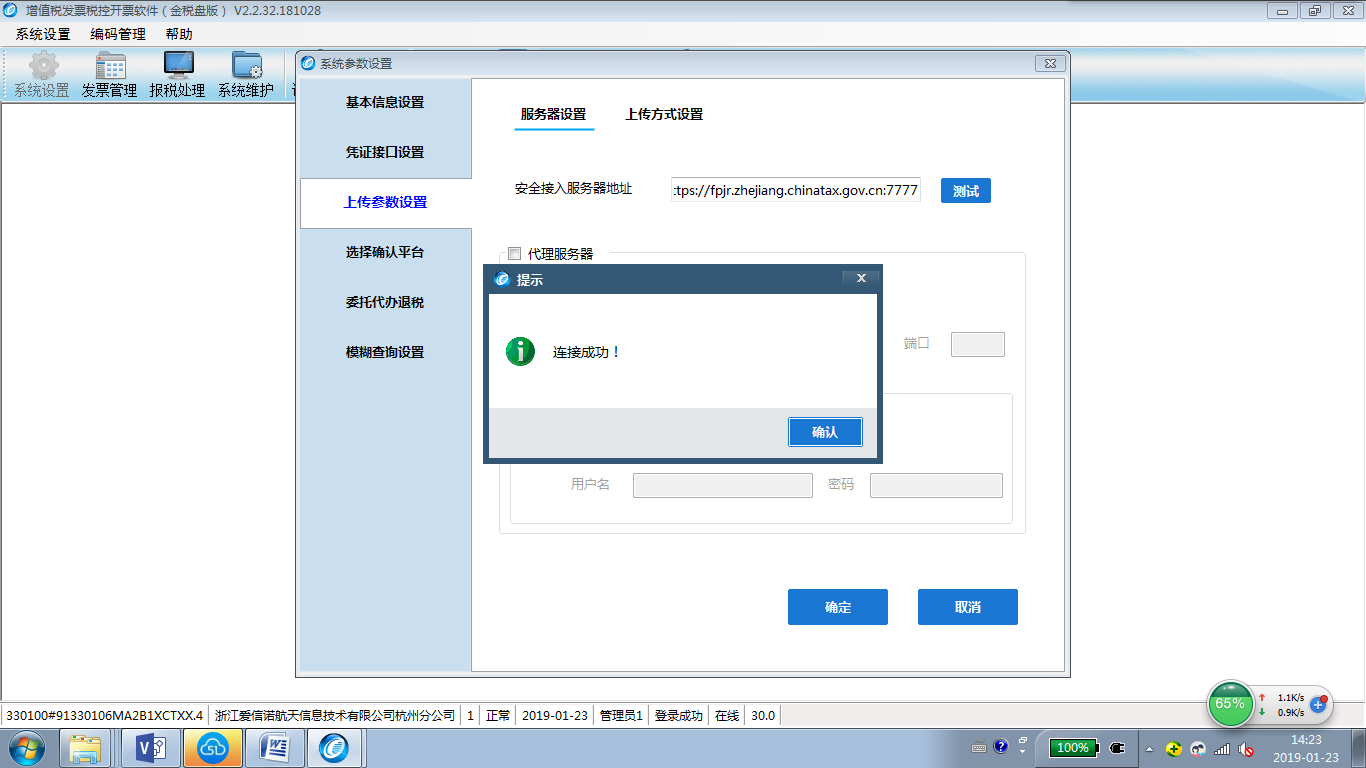 增值税发票税控开票软件（金税盘版）V2.2.32.181028
系统设置 编码管理 帮助
系统设置 发票管理 报税处理 系统维护
系统参数设置
基本信息设置
凭证接口设置
上传参数设置
选择确认平台
委托代办退税
模糊查询设置
服务器设置 上传方式设置
安全接入服务器地址 :tps://fpjr.zhejiang.chinatax.gov.cn:7777 测试
代理服务器
提示
连接成功！
确认
端口
用户名 密码
确定 取消
65% 1.1K/s
0.9K/s
330100#91330106MA2B1XCTXX.4 浙江爱信诺航天信息技术有限公司杭州分公司 1 正常 2019-01-23 管理员1 登录成功 在线 30.0
100%
14:23
2019-01-23